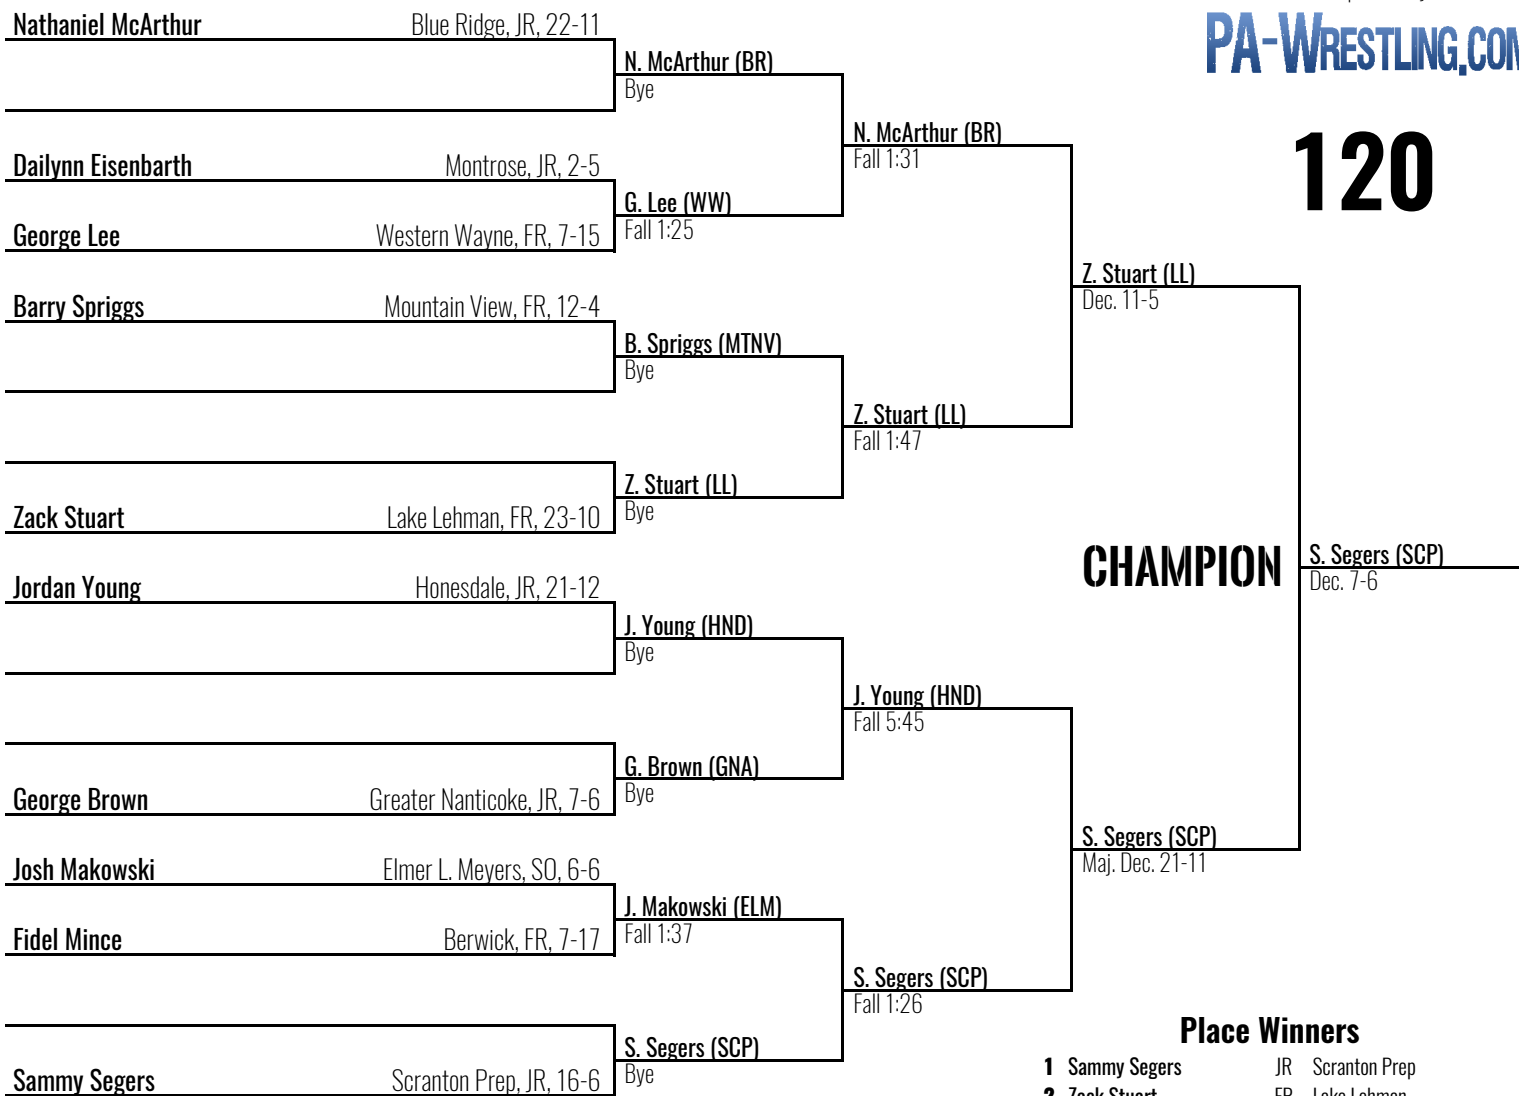 Nathaniel McArthur Blue Ridge, JR, 22-11
PA-WRESTLING.COM
N. McArthur (BR)
Bye
120
N. McArthur (BR)
Fall 1:31
Dailynn Eisenbarth Montrose, JR, 2-5
G. Lee (WW)
Fall 1:25
George Lee Western Wayne, FR, 7-15
Z. Stuart (LL)
Dec. 11-5
Barry Spriggs Mountain View, FR, 12-4
B. Spriggs (MTNV)
Bye
Z. Stuart (LL)
Fall 1:47
Z. Stuart (LL)
Bye
Zack Stuart Lake Lehman, FR, 23-10
CHAMPION
S. Segers (SCP)
Dec. 7-6
Jordan Young Honesdale, JR, 21-12
J. Young (HND)
Bye
J. Young (HND)
Fall 5:45
G. Brown (GNA)
Bye
George Brown Greater Nanticoke, JR, 7-6
S. Segers (SCP)
Maj. Dec. 21-11
Josh Makowski Elmer L. Meyers, SO, 6-6
J. Makowski (ELM)
Fall 1:37
Fidel Mince Berwick, FR, 7-17
S. Segers (SCP)
Fall 1:26
S. Segers (SCP)
Bye
Sammy Segers Scranton Prep, JR, 16-6
Place Winners
1 Sammy Segers JR Scranton Prep
2 Zack Stuart FR Lake Lehman